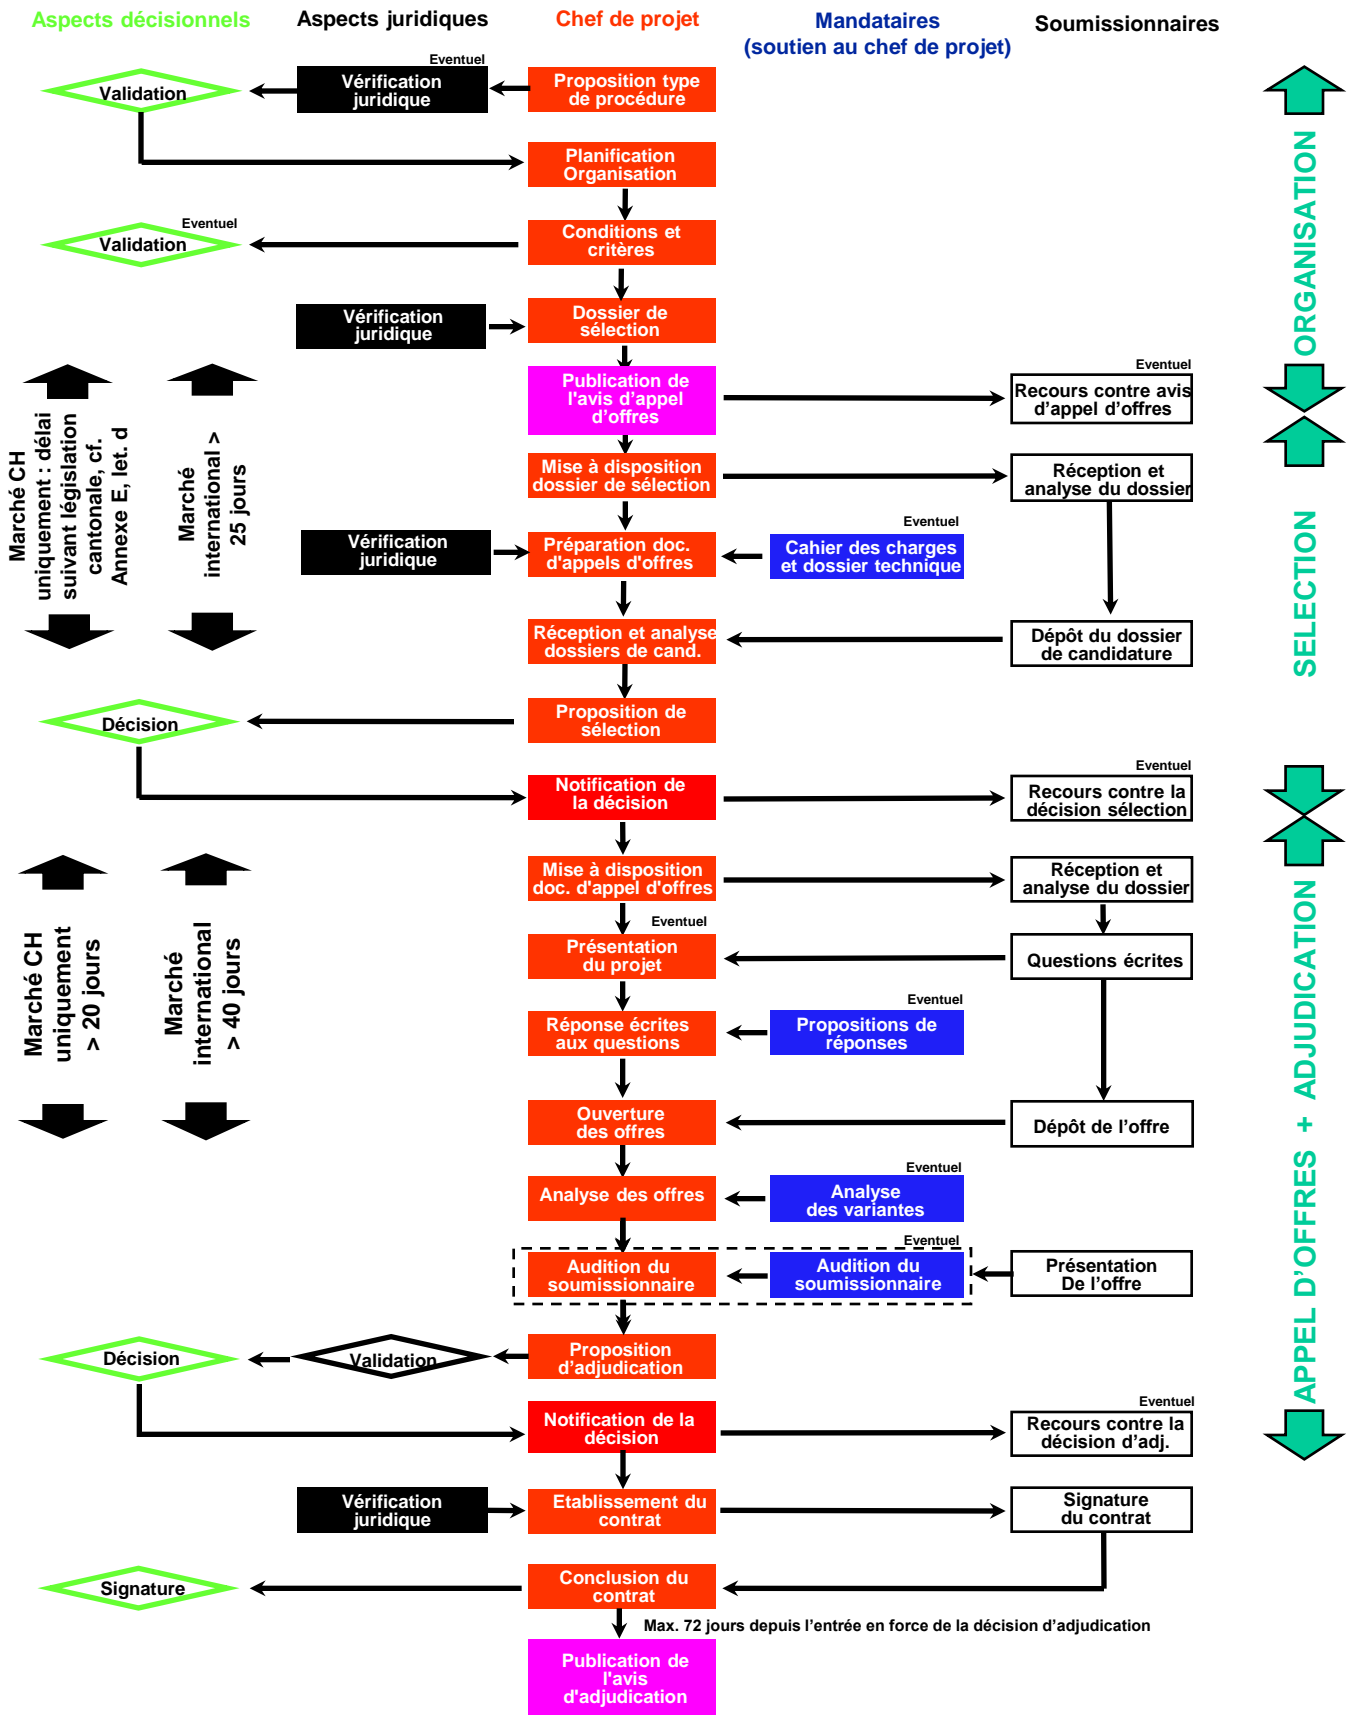 Aspects décisionnels
Aspects juridiques
Chef de projet
Mandataires
(soutien au chef de projet)
Soumissionnaires
Eventuel
Validation
Vérification
juridique
Proposition type
de procédure
Planification
Organisation
Eventuel
Validation
Conditions et
critères
Vérification
juridique
Dossier de
sélection
ORGANISATION
Publication de
l'avis d'appel
d'offres
Eventuel
Recours contre avis
d'appel d'offres
Marché CH
uniquement : délai
suivant législation
cantonale, cf.
Annexe E, let. d
Marché
international >
25 jours
Mise à disposition
dossier de sélection
Réception et
analyse du dossier
Vérification
juridique
Préparation doc.
d'appels d'offres
Eventuel
Cahier des charges
et dossier technique
SELECTION
Réception et analyse
dossiers de cand.
Dépôt du dossier
de candidature
Décision
Proposition de
sélection
Notification de
la décision
Eventuel
Recours contre la
décision sélection
Mise à disposition
doc. d'appel d'offres
Réception et
analyse du dossier
Marché CH
uniquement
> 20 jours
Marché
international
> 40 jours
Eventuel
Présentation
du projet
Questions écrites
Réponse écrites
aux questions
Eventuel
Propositions de
réponses
Ouverture
des offres
Dépôt de l'offre
APPEL D'OFFRES + ADJUDICATION
Analyse des offres
Eventuel
Analyse
des variantes
Eventuel
Audition du
soumissionnaire
Audition du
soumissionnaire
Présentation
De l'offre
Décision
Validation
Proposition
d'adjudication
Notification de la
décision
Eventuel
Recours contre la
décision d'adj.
Vérification
juridique
Etablissement du
contrat
Signature
du contrat
Signature
Conclusion du
contrat
Max. 72 jours depuis l'entrée en force de la décision d'adjudication
Publication de
l'avis
d'adjudication